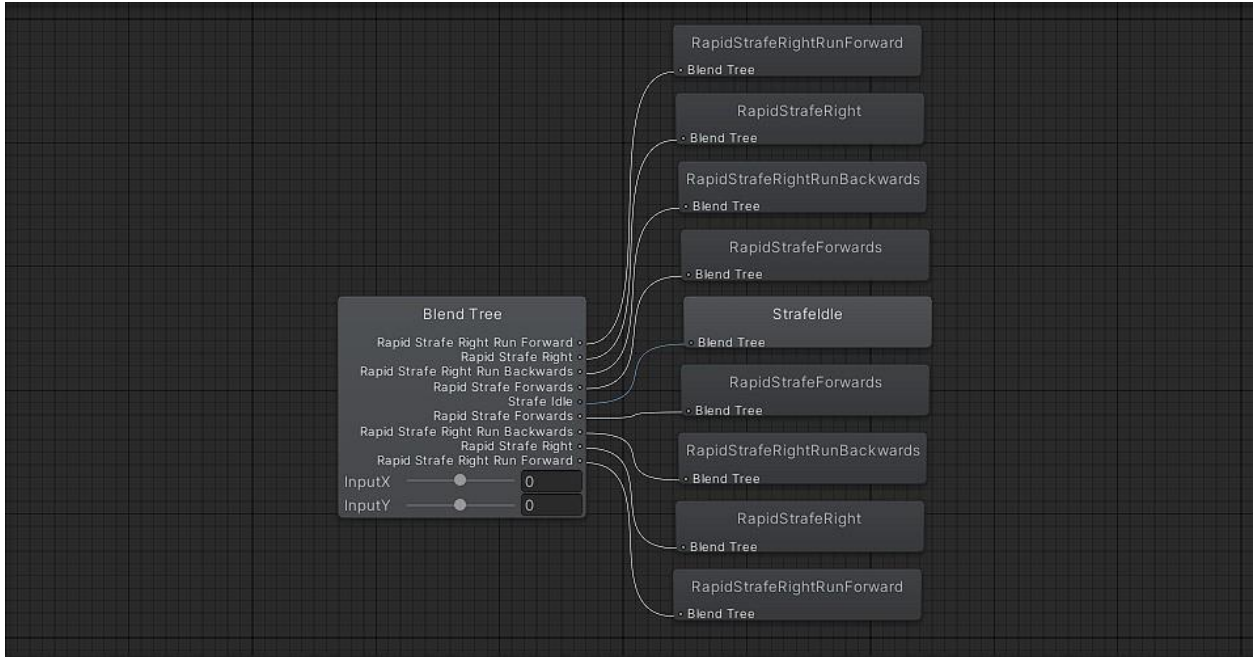 Blend Tree
Rapid Strafe Right Run Forward
Rapid Strafe Right
Rapid Strafe Right Run Backwards
Rapid Strafe Forwards
Strafe Idle
Rapid Strafe Forwards
Rapid Strafe Right Run Backwards
Rapid Strafe Right
Rapid Strafe Right Run Forward
InputX 0
InputY 0
RapidStrafeRightRunForward
Blend Tree
RapidStrafeRight
Blend Tree
RapidStrafeRightRunBackwards
Blend Tree
RapidStrafeForwards
Blend Tree
StrafeIdle
Blend Tree
RapidStrafeForwards
Blend Tree
RapidStrafeRightRunBackwards
Blend Tree
RapidStrafeRight
Blend Tree
RapidStrafeRightRunForward
Blend Tree